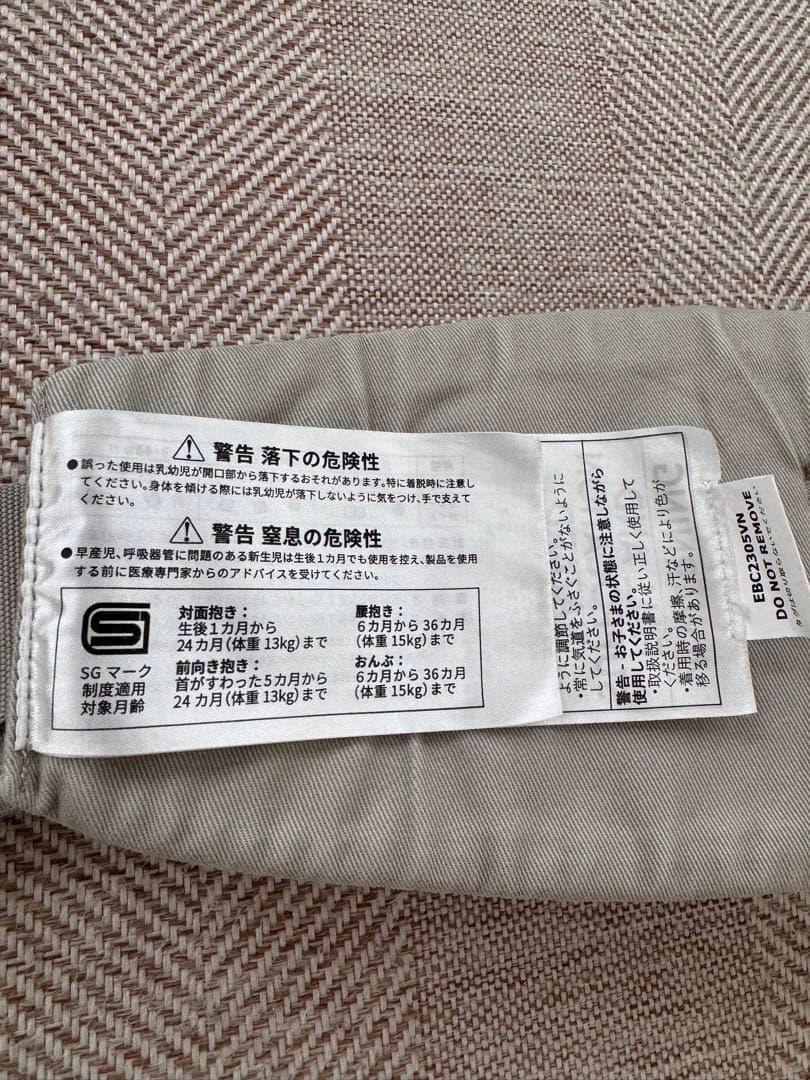 警告 落下の危険性
●誤った使用は乳幼児が開口部から落下するおそれがあります。特に着脱時に注意し
てください。身体を傾ける際には乳幼児が落下しないように気をつけ、手で支えて
ください。
警告 窒息の危険性
●早産児、呼吸器管に問題のある新生児は生後1カ月でも使用を控え、製品を使用
する前に医療専門家からのアドバイスを受けてください。
SG マーク
制度適用
対象月齢
対面抱き：
生後1カ月から
24カ月（体重13kg）まで
前向き抱き：
首がすわった5カ月から
24カ月（体重13kg）まで
腰抱き：
6カ月から36カ月
（体重15kg）まで
おんぶ：
6カ月から36カ月
（体重15kg）まで
ように調節してください。
・常に気道をふさぐことがないように
してください。
警告 - お子さまの状態に注意しながら
使用してください。
・取扱説明書に従い正しく使用して
ください。
・着用時の摩擦、汗などにより色が
移る場合があります。
EBC2305VN
DO NOT REMOVE
タグは切り取らないでください。